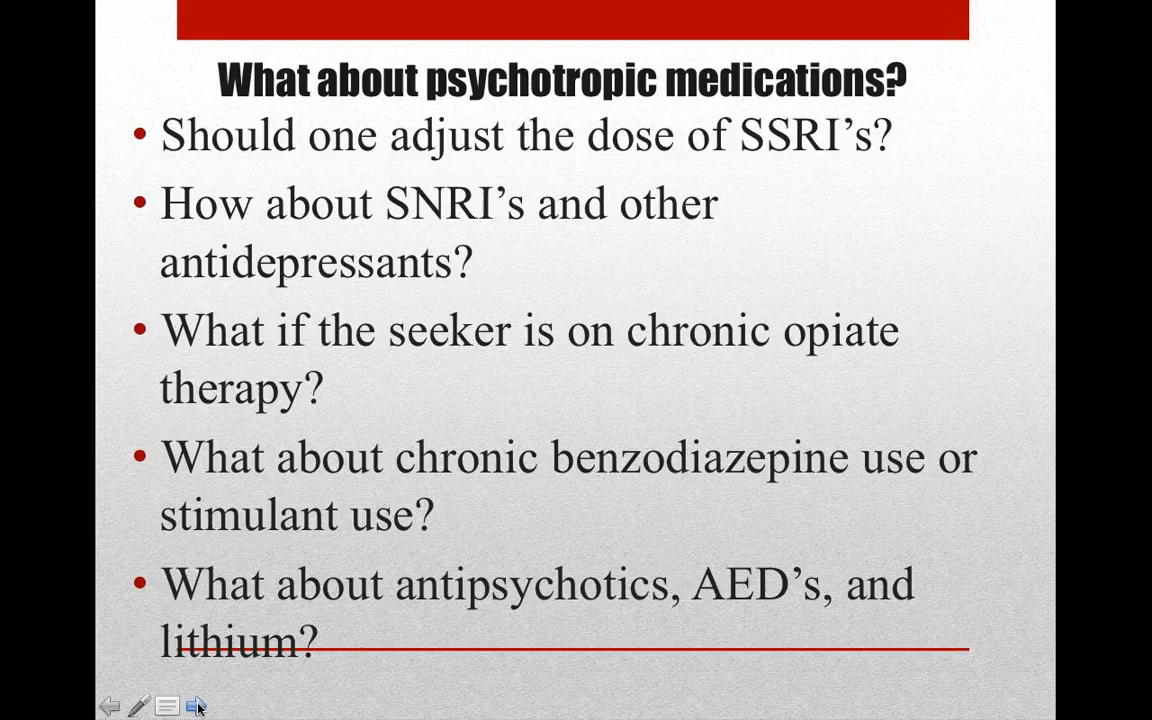 What about psychotropic medications?
• Should one adjust the dose of SSRI’s?
• How about SNRI’s and other
antidepressants?
• What if the seeker is on chronic opiate
therapy?
• What about chronic benzodiazepine use or
stimulant use?
• What about antipsychotics, AED’s, and
lithium?